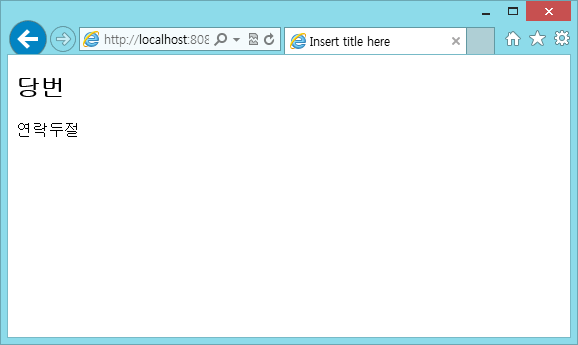 http://localhost:808
Insert title here
당번
연락두절